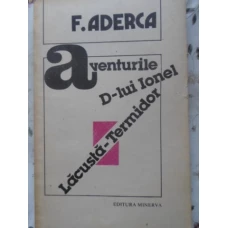 F. ADERCA
aventurile
D-lui Ionel
Lăcustă-Termidor
EDITURA MINERVA